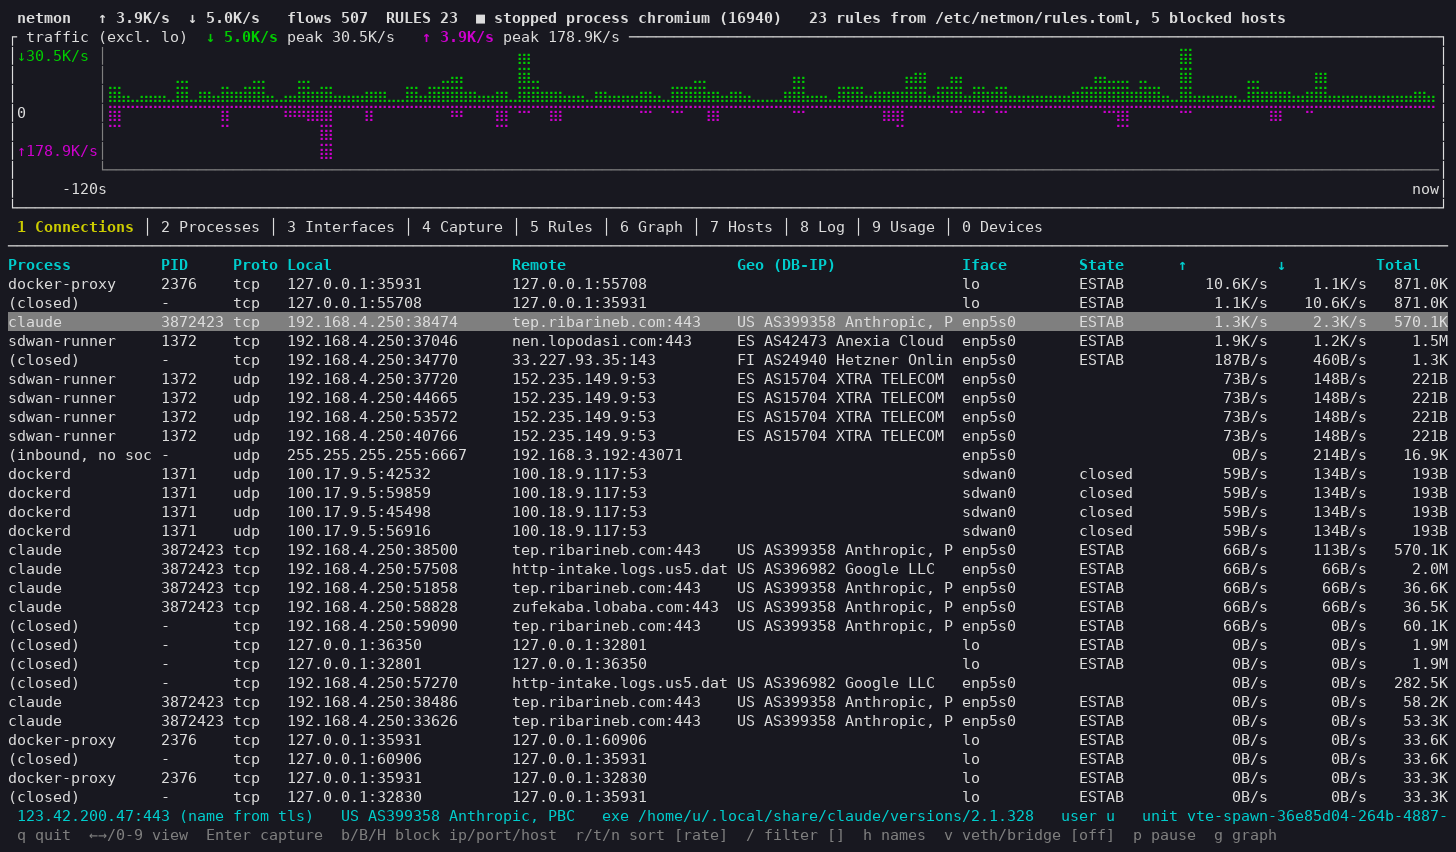 netmon ↑ 3.9K/s ↓ 5.0K/s flows 507 RULES 23 ■ stopped process chromium (16940) 23 rules from /etc/netmon/rules.toml, 5 blocked hosts
traffic (excl. lo) ↓ 5.0K/s peak 30.5K/s ↑ 3.9K/s peak 178.9K/s
↓30.5K/s
0
↑178.9K/s
-120s now
1 Connections │ 2 Processes │ 3 Interfaces │ 4 Capture │ 5 Rules │ 6 Graph │ 7 Hosts │ 8 Log │ 9 Usage │ 0 Devices
Process PID Proto Local Remote Geo (DB-IP) Iface State ↑ ↓ Total
docker-proxy 2376 tcp 127.0.0.1:35931 127.0.0.1:55708 lo ESTAB 10.6K/s 1.1K/s 871.0K
(closed) - tcp 127.0.0.1:55708 127.0.0.1:35931 lo ESTAB 1.1K/s 10.6K/s 871.0K
claude 3872423 tcp 192.168.4.250:38474 tep.ribarineb.com:443 US AS399358 Anthropic, P enp5s0 ESTAB 1.3K/s 2.3K/s 570.1K
sdwan-runner 1372 tcp 192.168.4.250:37046 nen.lopodasi.com:443 ES AS42473 Anexia Cloud enp5s0 ESTAB 1.9K/s 1.2K/s 1.5M
(closed) - tcp 192.168.4.250:34770 33.227.93.35:143 FI AS24940 Hetzner Onlin enp5s0 ESTAB 187B/s 460B/s 1.3K
sdwan-runner 1372 udp 192.168.4.250:37720 152.235.149.9:53 ES AS15704 XTRA TELECOM enp5s0 73B/s 148B/s 221B
sdwan-runner 1372 udp 192.168.4.250:44665 152.235.149.9:53 ES AS15704 XTRA TELECOM enp5s0 73B/s 148B/s 221B
sdwan-runner 1372 udp 192.168.4.250:53572 152.235.149.9:53 ES AS15704 XTRA TELECOM enp5s0 73B/s 148B/s 221B
sdwan-runner 1372 udp 192.168.4.250:40766 152.235.149.9:53 ES AS15704 XTRA TELECOM enp5s0 73B/s 148B/s 221B
(inbound, no soc - udp 255.255.255.255:6667 192.168.3.192:43071 enp5s0 0B/s 214B/s 16.9K
dockerd 1371 udp 100.17.9.5:42532 100.18.9.117:53 sdwan0 closed 59B/s 134B/s 193B
dockerd 1371 udp 100.17.9.5:59859 100.18.9.117:53 sdwan0 closed 59B/s 134B/s 193B
dockerd 1371 udp 100.17.9.5:45498 100.18.9.117:53 sdwan0 closed 59B/s 134B/s 193B
dockerd 1371 udp 100.17.9.5:56916 100.18.9.117:53 sdwan0 closed 59B/s 134B/s 193B
claude 3872423 tcp 192.168.4.250:38500 tep.ribarineb.com:443 US AS399358 Anthropic, P enp5s0 ESTAB 66B/s 113B/s 570.1K
claude 3872423 tcp 192.168.4.250:57508 http-intake.logs.us5.dat US AS396982 Google LLC enp5s0 ESTAB 66B/s 66B/s 2.0M
claude 3872423 tcp 192.168.4.250:51858 tep.ribarineb.com:443 US AS399358 Anthropic, P enp5s0 ESTAB 66B/s 66B/s 36.6K
claude 3872423 tcp 192.168.4.250:58828 zufekaba.lobaba.com:443 US AS399358 Anthropic, P enp5s0 ESTAB 66B/s 66B/s 36.5K
(closed) - tcp 192.168.4.250:59090 tep.ribarineb.com:443 US AS399358 Anthropic, P enp5s0 ESTAB 66B/s 0B/s 60.1K
(closed) - tcp 127.0.0.1:36350 127.0.0.1:32801 lo ESTAB 0B/s 0B/s 1.9M
(closed) - tcp 127.0.0.1:32801 127.0.0.1:36350 lo ESTAB 0B/s 0B/s 1.9M
(closed) - tcp 192.168.4.250:57270 http-intake.logs.us5.dat US AS396982 Google LLC enp5s0 0B/s 0B/s 282.5K
claude 3872423 tcp 192.168.4.250:38486 tep.ribarineb.com:443 US AS399358 Anthropic, P enp5s0 ESTAB 0B/s 0B/s 58.2K
claude 3872423 tcp 192.168.4.250:33626 tep.ribarineb.com:443 US AS399358 Anthropic, P enp5s0 ESTAB 0B/s 0B/s 53.3K
docker-proxy 2376 tcp 127.0.0.1:35931 127.0.0.1:60906 lo ESTAB 0B/s 0B/s 33.6K
(closed) - tcp 127.0.0.1:60906 127.0.0.1:35931 lo ESTAB 0B/s 0B/s 33.6K
docker-proxy 2376 tcp 127.0.0.1:35931 127.0.0.1:32830 lo ESTAB 0B/s 0B/s 33.3K
(closed) - tcp 127.0.0.1:32830 127.0.0.1:35931 lo ESTAB 0B/s 0B/s 33.3K
123.42.200.47:443 (name from tls) US AS399358 Anthropic, PBC exe /home/u/.local/share/claude/versions/2.1.328 user u unit vte-spawn-36e85d04-264b-4887-
q quit ←→/0-9 view Enter capture b/B/H block ip/port/host r/t/n sort [rate] / filter [] h names v veth/bridge [off] p pause g graph